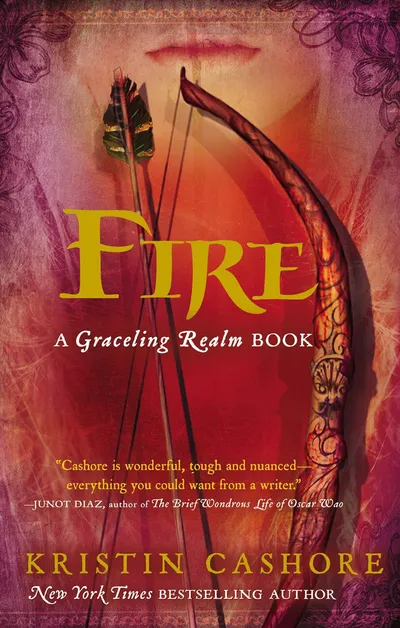 FIRE
A Graceling Realm BOOK
"Cashore is wonderful, tough and nuanced—
everything you could want from a writer."
—JUNOT DIAZ, author of The Brief Wondrous Life of Oscar Wao
KRISTIN CASHORE
New York Times BESTSELLING AUTHOR